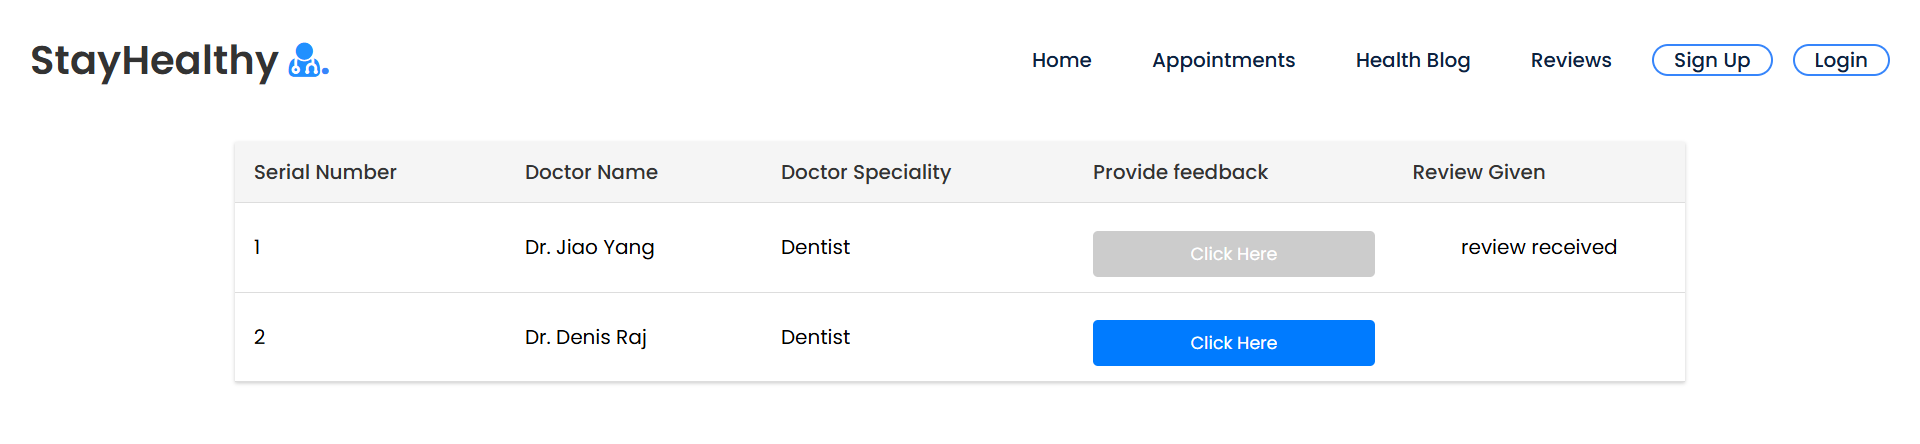 StayHealthy
Home Appointments Health Blog Reviews Sign Up Login
Serial Number Doctor Name Doctor Speciality Provide feedback Review Given
1 Dr. Jiao Yang Dentist Click Here review received
2 Dr. Denis Raj Dentist Click Here